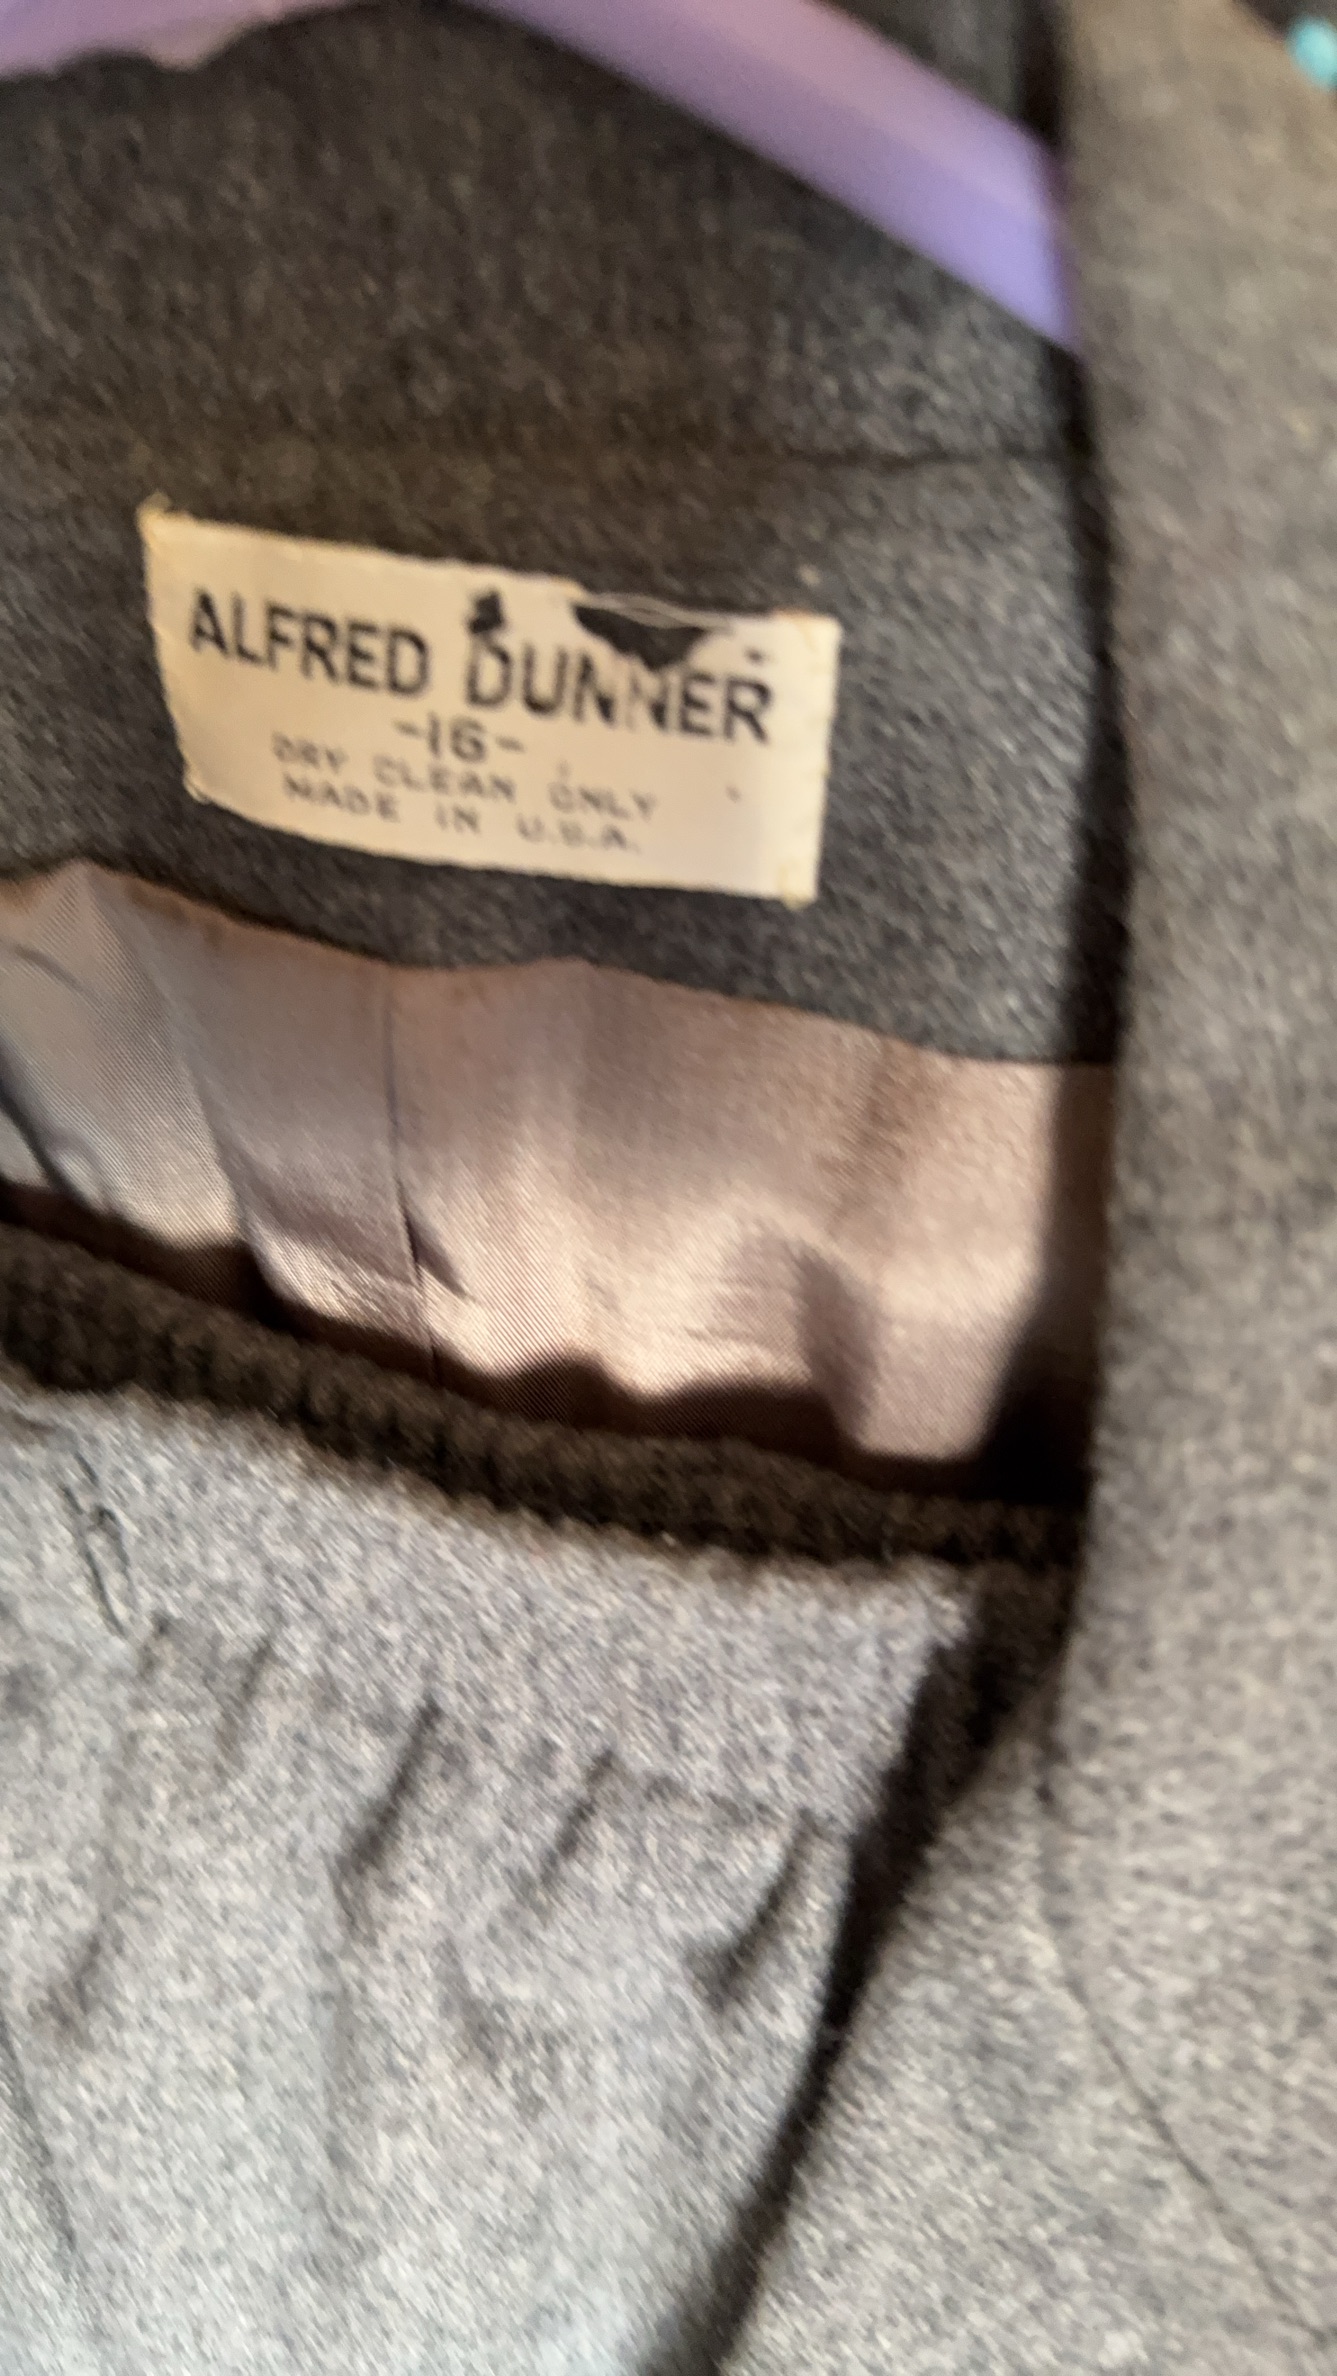 ALFRED DUNNER
-16-
DRY CLEAN ONLY
MADE IN U.S.A.